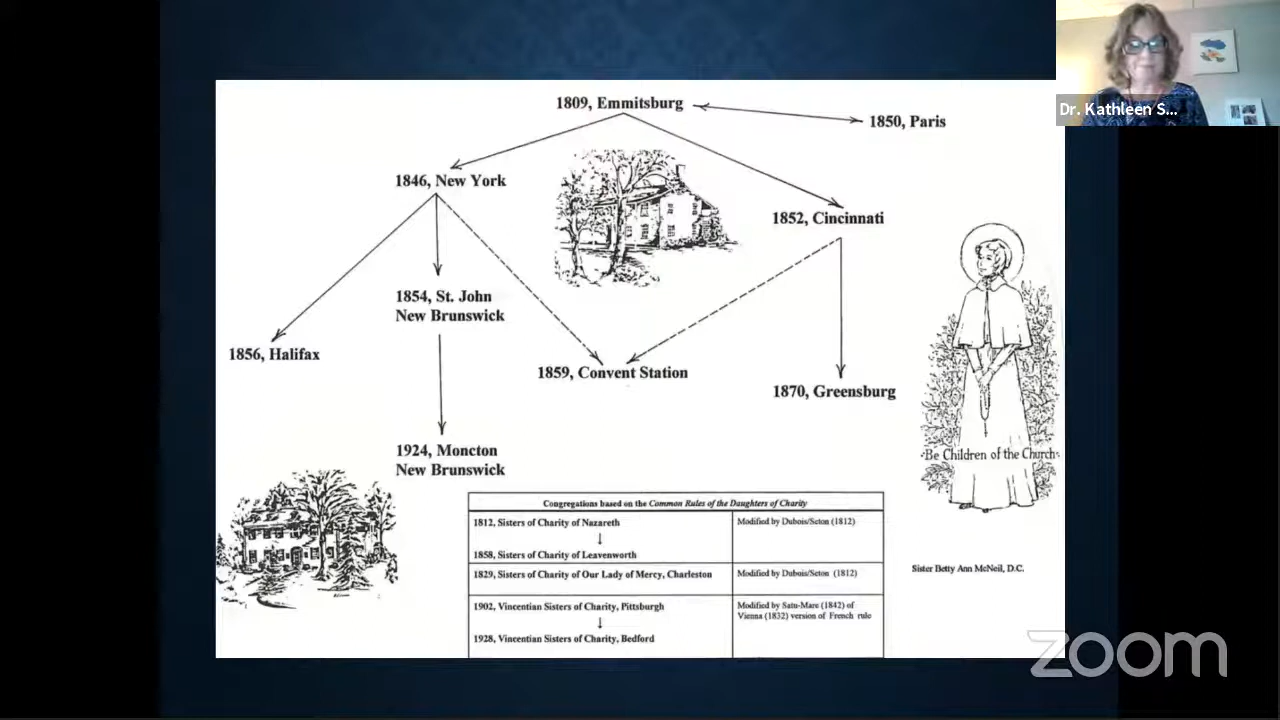 Dr. Kathleen S...
1809, Emmitsburg
1850, Paris
1846, New York
1852, Cincinnati
1854, St. John
New Brunswick
1856, Halifax
1859, Convent Station
1870, Greensburg
1924, Moncton
New Brunswick
·Be Children of the Church·
Congregations based on the Common Rules of the Daughters of Charity
1812, Sisters of Charity of Nazareth
Modified by Dubois/Seton (1812)
1858, Sisters of Charity of Leavenworth
1829, Sisters of Charity of Our Lady of Mercy, Charleston
Modified by Dubois/Seton (1812)
1902, Vincentian Sisters of Charity, Pittsburgh
Modified by Satu-Mare (1842) of
Vienna (1832) version of French rule
1928, Vincentian Sisters of Charity, Bedford
Sister Betty Ann McNeil, D.C.
zoom